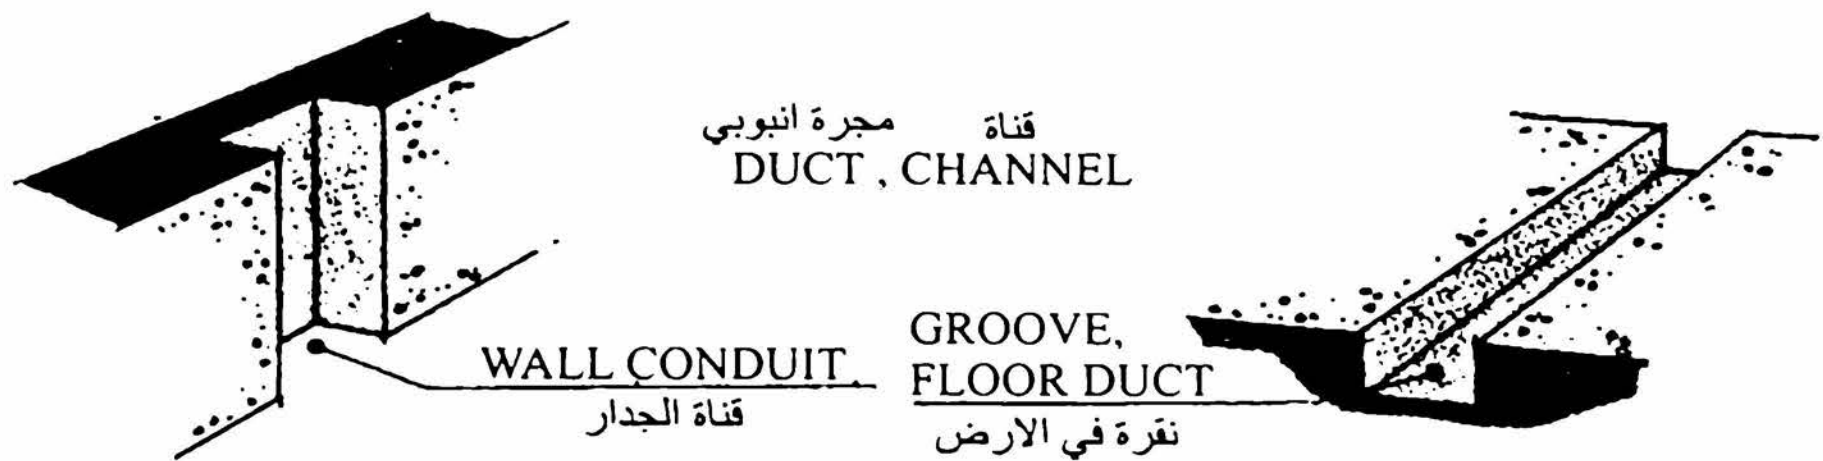 قناة مجرة انبوبي
DUCT , CHANNEL
WALL CONDUIT
قناة الجدار
GROOVE,
FLOOR DUCT
نقرة في الارض